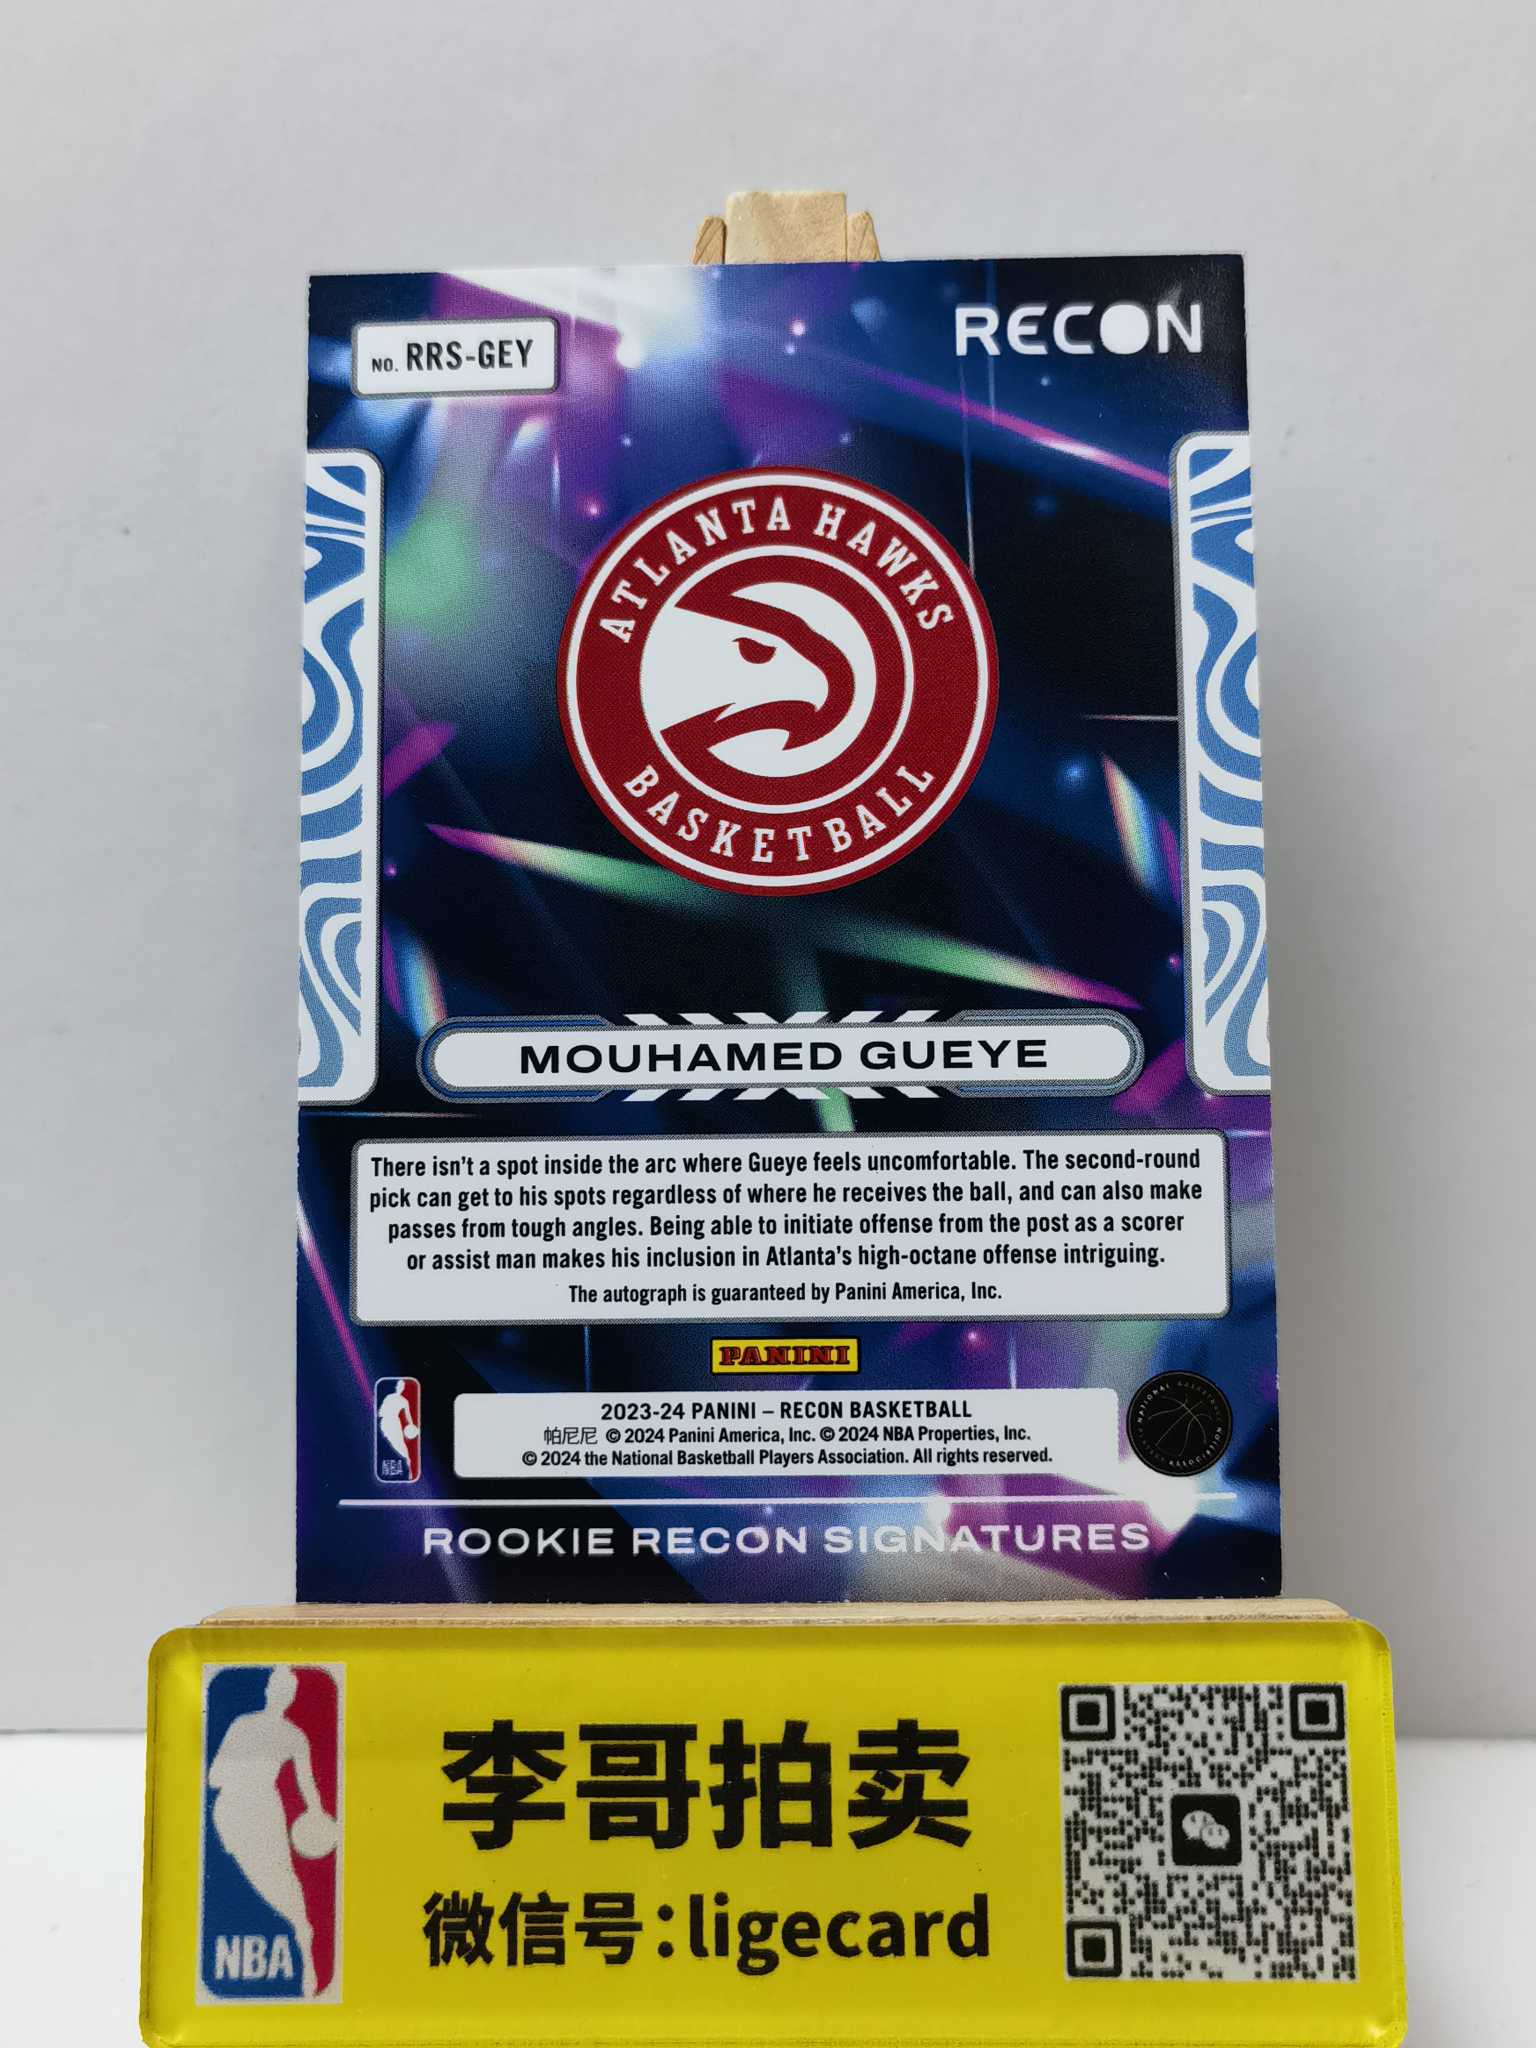 NO. RRS-GEY
RECON
ATLANTA HAWKS
BASKETBALL
MOUHAMED GUEYE
There isn't a spot inside the arc where Gueye feels uncomfortable. The second-round
pick can get to his spots regardless of where he receives the ball, and can also make
passes from tough angles. Being able to initiate offense from the post as a scorer
or assist man makes his inclusion in Atlanta's high-octane offense intriguing.
The autograph is guaranteed by Panini America, Inc.
PANINI
NBA
2023-24 PANINI – RECON BASKETBALL
帕尼尼 © 2024 Panini America, Inc. © 2024 NBA Properties, Inc.
© 2024 the National Basketball Players Association. All rights reserved.
NATIONAL BASKETBALL
PLAYERS ASSOCIATION
ROOKIE RECON SIGNATURES
NBA
李哥拍卖
微信号:ligecard